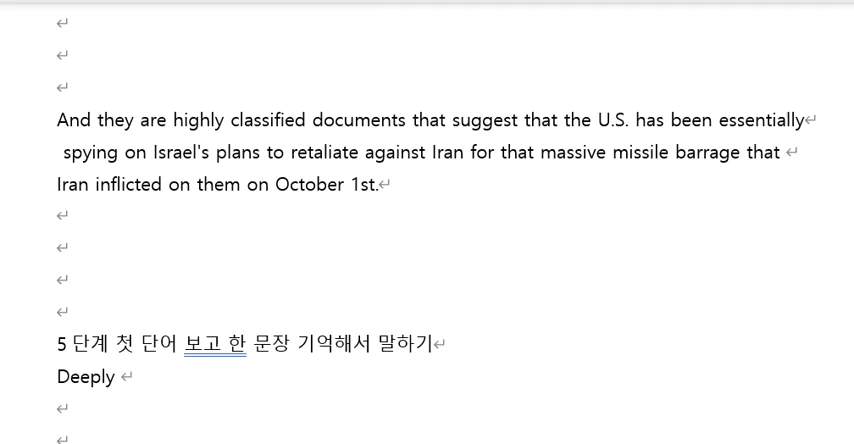 And they are highly classified documents that suggest that the U.S. has been essentially
spying on Israel's plans to retaliate against Iran for that massive missile barrage that
Iran inflicted on them on October 1st.
5 단계 첫 단어 보고 한 문장 기억해서 말하기
Deeply